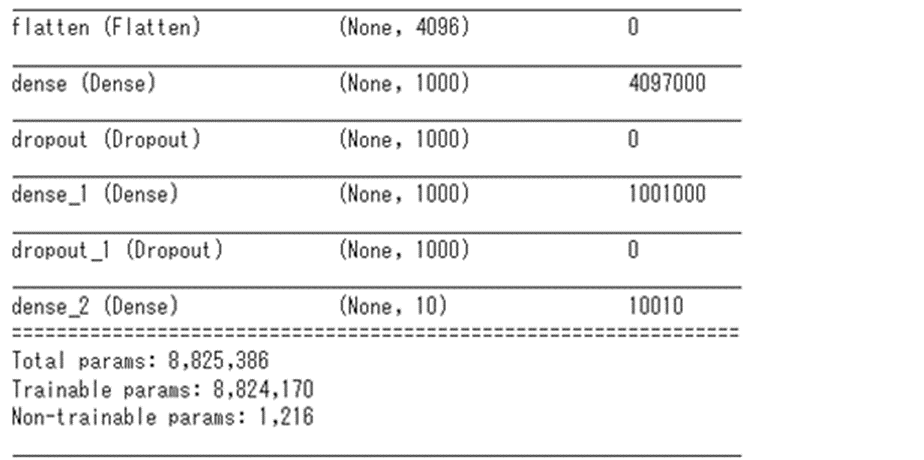 flatten (Flatten) (None, 4096) 0
dense (Dense) (None, 1000) 4097000
dropout (Dropout) (None, 1000) 0
dense_1 (Dense) (None, 1000) 1001000
dropout_1 (Dropout) (None, 1000) 0
dense_2 (Dense) (None, 10) 10010
Total params: 8,825,386
Trainable params: 8,824,170
Non-trainable params: 1,216